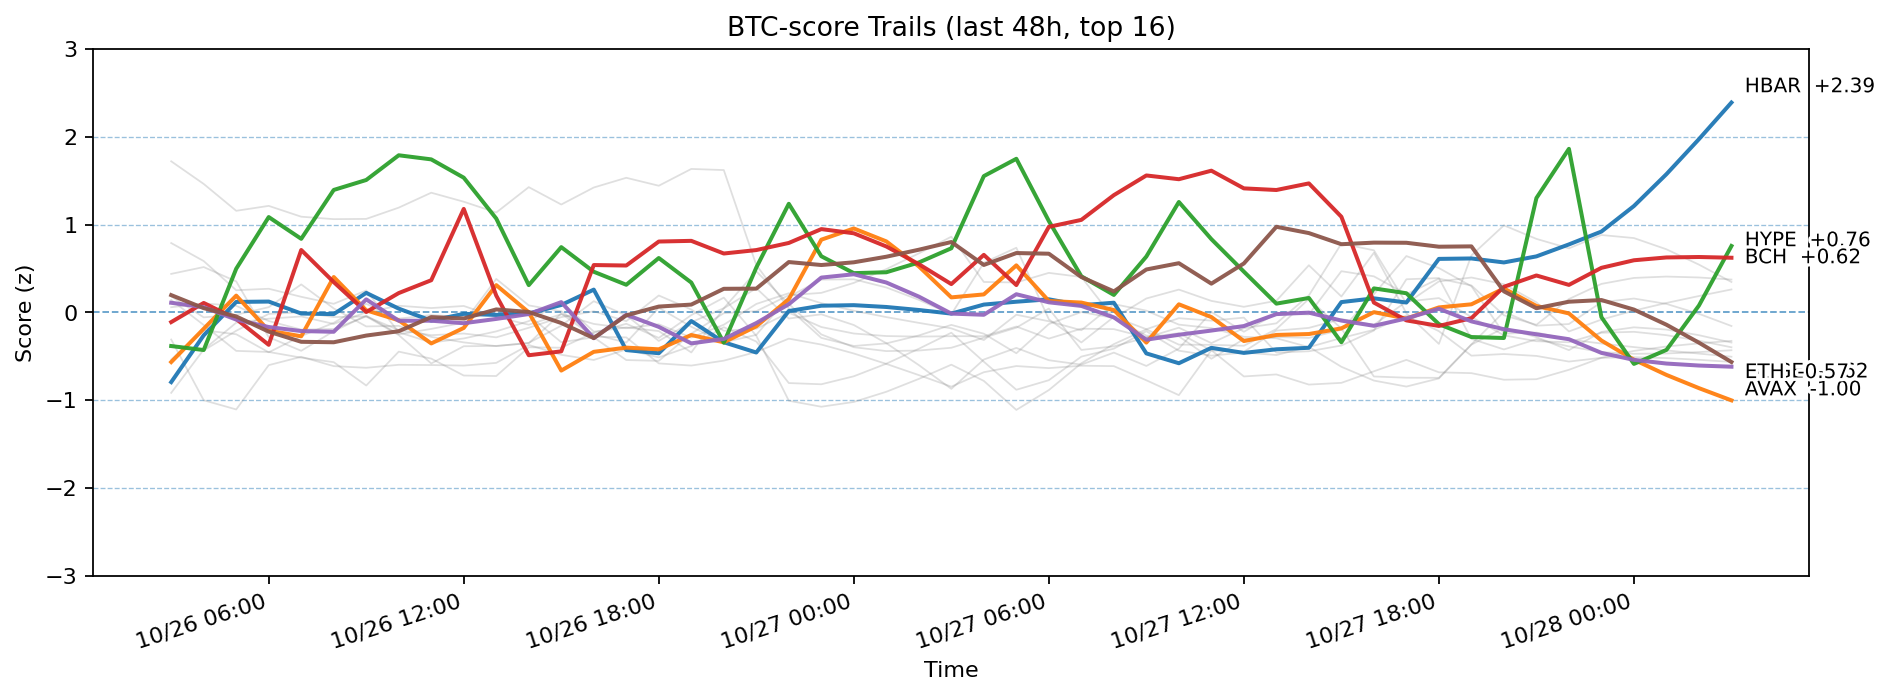 BTC-score Trails (last 48h, top 16)
3
2
1
0
−1
−2
−3
Score (z)
HBAR +2.39
HYPE +0.76
BCH +0.62
AVAX -1.00
10/26 06:00
10/26 12:00
10/26 18:00
10/27 00:00
10/27 06:00
10/27 12:00
10/27 18:00
10/28 00:00
Time